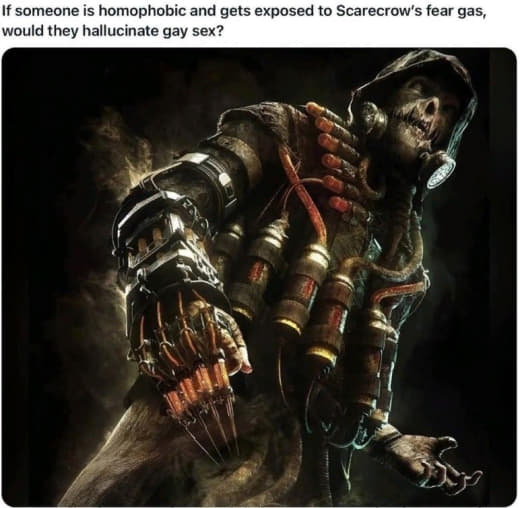 If someone is homophobic and gets exposed to Scarecrow's fear gas,
would they hallucinate gay sex?